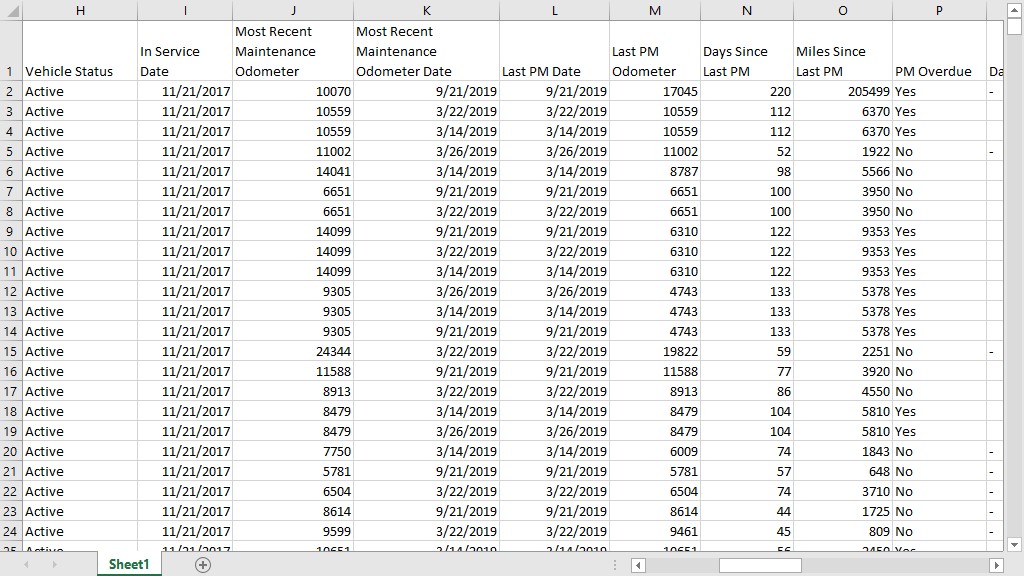 H I J K L M N O P
1 Vehicle Status In Service Date Most Recent Maintenance Odometer Most Recent Maintenance Odometer Date Last PM Date Last PM Odometer Days Since Last PM Miles Since Last PM PM Overdue Da
2 Active 11/21/2017 10070 9/21/2019 9/21/2019 17045 220 205499 Yes -
3 Active 11/21/2017 10559 3/22/2019 3/22/2019 10559 112 6370 Yes
4 Active 11/21/2017 10559 3/14/2019 3/14/2019 10559 112 6370 Yes
5 Active 11/21/2017 11002 3/26/2019 3/26/2019 11002 52 1922 No -
6 Active 11/21/2017 14041 3/14/2019 3/14/2019 8787 98 5566 No
7 Active 11/21/2017 6651 9/21/2019 9/21/2019 6651 100 3950 No
8 Active 11/21/2017 6651 3/22/2019 3/22/2019 6651 100 3950 No
9 Active 11/21/2017 14099 9/21/2019 9/21/2019 6310 122 9353 Yes
10 Active 11/21/2017 14099 3/22/2019 3/22/2019 6310 122 9353 Yes
11 Active 11/21/2017 14099 3/14/2019 3/14/2019 6310 122 9353 Yes
12 Active 11/21/2017 9305 3/26/2019 3/26/2019 4743 133 5378 Yes
13 Active 11/21/2017 9305 3/14/2019 3/14/2019 4743 133 5378 Yes
14 Active 11/21/2017 9305 9/21/2019 9/21/2019 4743 133 5378 Yes
15 Active 11/21/2017 24344 3/22/2019 3/22/2019 19822 59 2251 No -
16 Active 11/21/2017 11588 9/21/2019 9/21/2019 11588 77 3920 No
17 Active 11/21/2017 8913 3/22/2019 3/22/2019 8913 86 4550 No
18 Active 11/21/2017 8479 3/14/2019 3/14/2019 8479 104 5810 Yes
19 Active 11/21/2017 8479 3/26/2019 3/26/2019 8479 104 5810 Yes
20 Active 11/21/2017 7750 3/14/2019 3/14/2019 6009 74 1843 No -
21 Active 11/21/2017 5781 9/21/2019 9/21/2019 5781 57 648 No -
22 Active 11/21/2017 6504 3/22/2019 3/22/2019 6504 74 3710 No -
23 Active 11/21/2017 8614 9/21/2019 9/21/2019 8614 44 1725 No -
24 Active 11/21/2017 9599 3/22/2019 3/22/2019 9461 45 809 No -
Sheet1